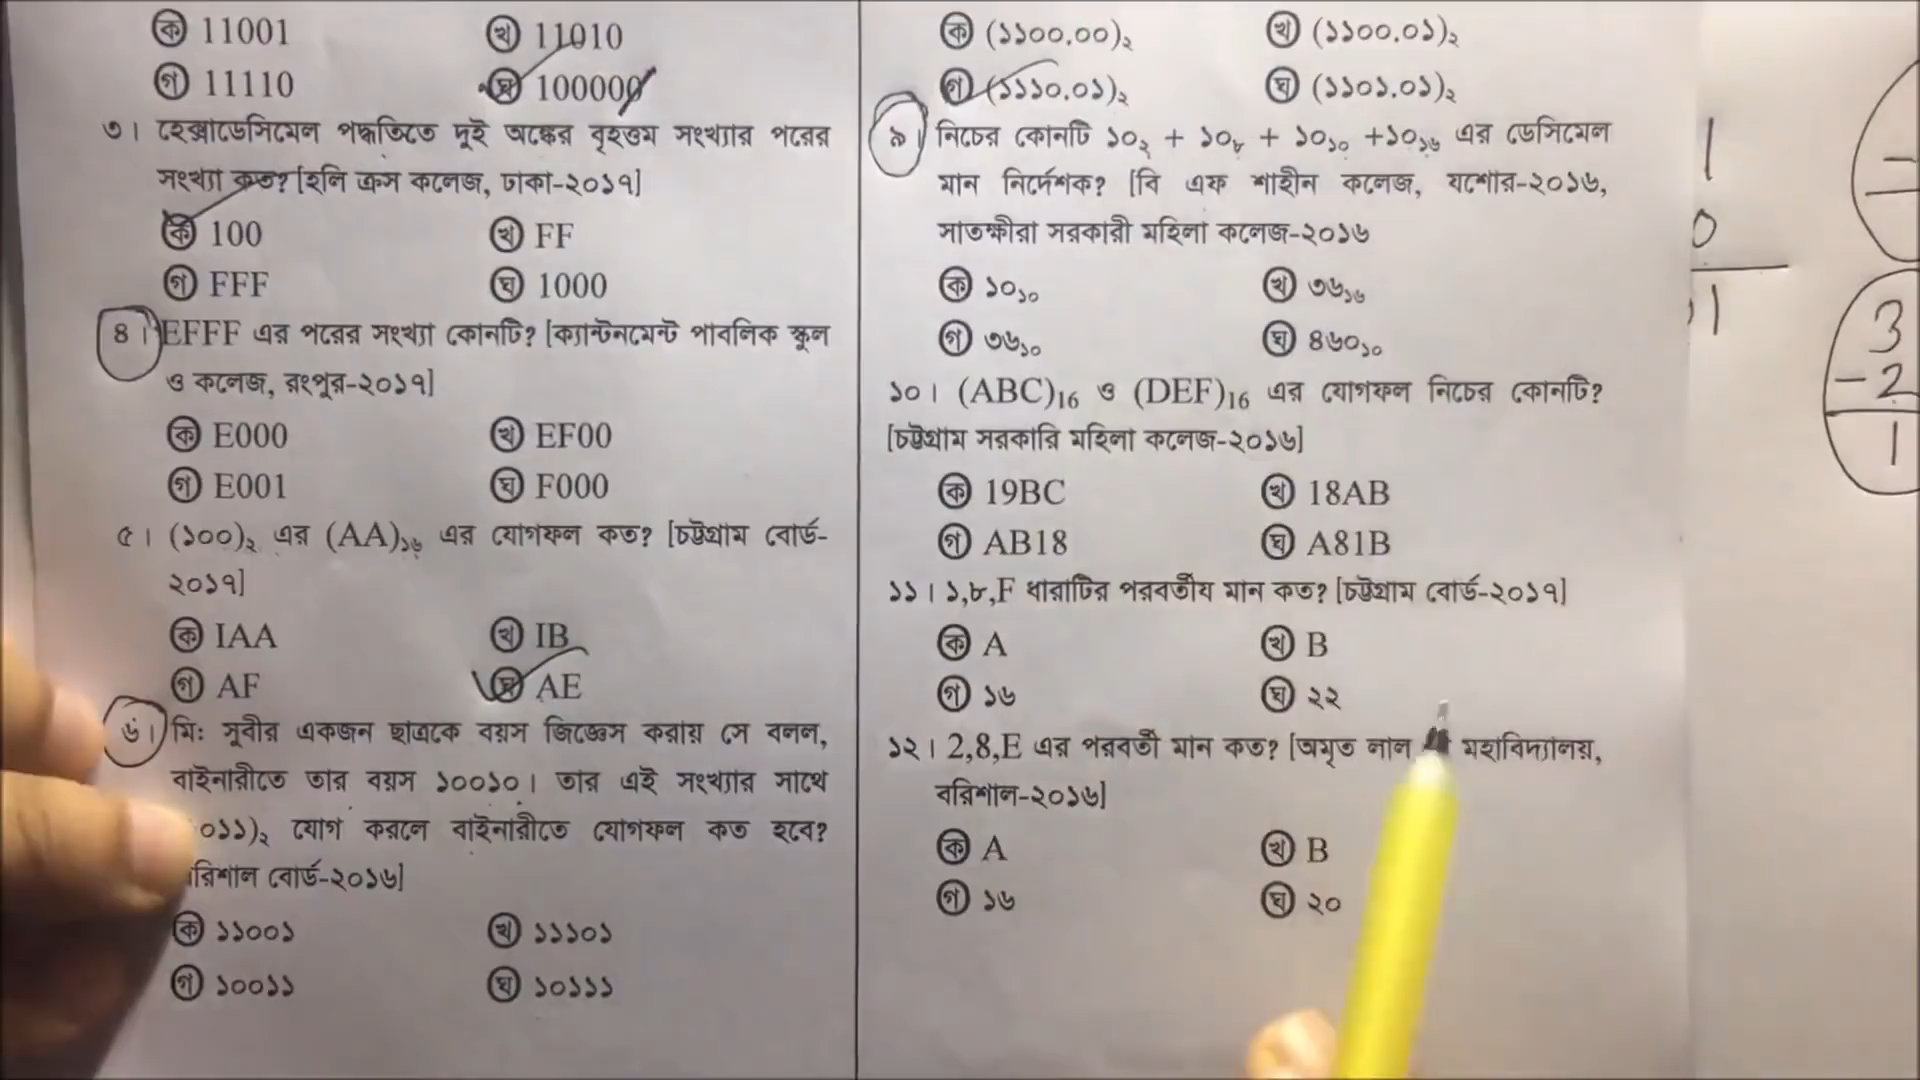 ক 11001 খ 11010
গ 11110 ঘ 100000
৩। হেক্সাডেসিমেল পদ্ধতিতে দুই অঙ্কের বৃহত্তম সংখ্যার পরের
সংখ্যা কত? [হলি ক্রস কলেজ, ঢাকা-২০১৭]
ক 100 খ FF
গ FFF ঘ 1000
৪। EFFF এর পরের সংখ্যা কোনটি? [ক্যান্টনমেন্ট পাবলিক স্কুল
ও কলেজ, রংপুর-২০১৭]
ক E000 খ EF00
গ E001 ঘ F000
৫। (১০০)₂ এর (AA)₁₆ এর যোগফল কত? [চট্টগ্রাম বোর্ড-
২০১৭]
ক IAA খ IB
গ AF ঘ AE
৬। মিঃ সুবীর একজন ছাত্রকে বয়স জিজ্ঞেস করায় সে বলল,
বাইনারীতে তার বয়স ১০০১০। তার এই সংখ্যার সাথে
০১১)₂ যোগ করলে বাইনারীতে যোগফল কত হবে?
রিশাল বোর্ড-২০১৬]
ক ১১০০১ খ ১১১০১
গ ১০০১১ ঘ ১০১১১
ক (১১০০.০০)₂ খ (১১০০.০১)₂
গ (১১১০.০১)₂ ঘ (১১০১.০১)₂
৯। নিচের কোনটি ১০₂ + ১০₈ + ১০₁₀ +১০₁₆ এর ডেসিমেল
মান নির্দেশক? [বি এফ শাহীন কলেজ, যশোর-২০১৬,
সাতক্ষীরা সরকারী মহিলা কলেজ-২০১৬
ক ১০₁₀ খ ৩৬₁₆
গ ৩৬₁₀ ঘ ৪৬০₁₀
১০। (ABC)₁₆ ও (DEF)₁₆ এর যোগফল নিচের কোনটি?
[চট্টগ্রাম সরকারি মহিলা কলেজ-২০১৬]
ক 19BC খ 18AB
গ AB18 ঘ A81B
১১। ১,৮,F ধারাটির পরবর্তীয় মান কত? [চট্টগ্রাম বোর্ড-২০১৭]
ক A খ B
গ ১৬ ঘ ২২
১২। 2,8,E এর পরবর্তী মান কত? [অমৃত লাল মহাবিদ্যালয়,
বরিশাল-২০১৬]
ক A খ B
গ ১৬ ঘ ২০
1
0
1
3
-2
1